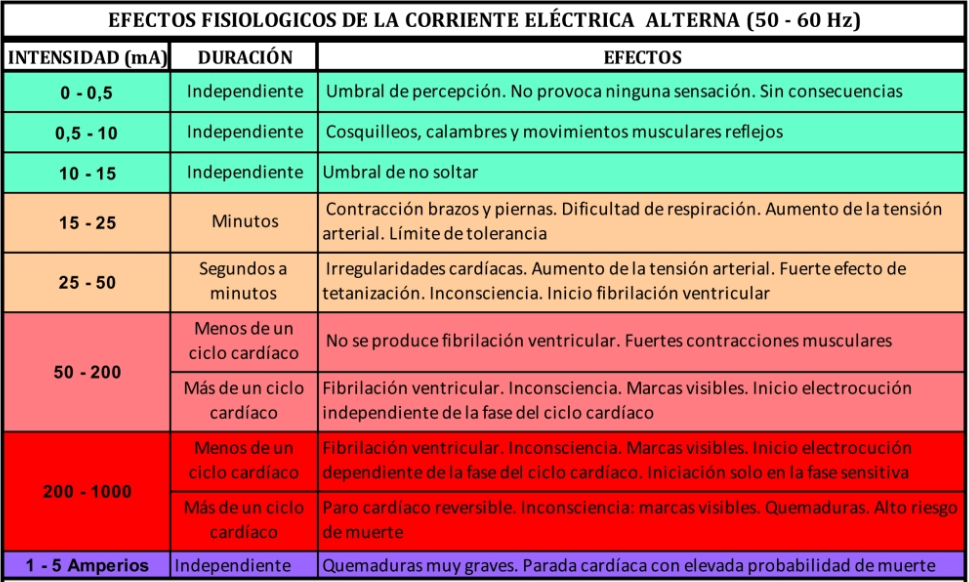 EFECTOS FISIOLOGICOS DE LA CORRIENTE ELÉCTRICA ALTERNA (50 - 60 Hz)
INTENSIDAD (mA) DURACIÓN EFECTOS
0 - 0,5 Independiente Umbral de percepción. No provoca ninguna sensación. Sin consecuencias
0,5 - 10 Independiente Cosquilleos, calambres y movimientos musculares reflejos
10 - 15 Independiente Umbral de no soltar
15 - 25 Minutos Contracción brazos y piernas. Dificultad de respiración. Aumento de la tensión
arterial. Límite de tolerancia
25 - 50 Segundos a
minutos
Irregularidades cardíacas. Aumento de la tensión arterial. Fuerte efecto de
tetanización. Inconsciencia. Inicio fibrilación ventricular
50 - 200
Menos de un
ciclo cardíaco
No se produce fibrilación ventricular. Fuertes contracciones musculares
Más de un ciclo
cardíaco
Fibrilación ventricular. Inconsciencia. Marcas visibles. Inicio electrocución
independiente de la fase del ciclo cardíaco
200 - 1000
Menos de un
ciclo cardíaco
Fibrilación ventricular. Inconsciencia. Marcas visibles. Inicio electrocución
dependiente de la fase del ciclo cardíaco. Iniciación solo en la fase sensitiva
Más de un ciclo
cardíaco
Paro cardíaco reversible. Inconsciencia: marcas visibles. Quemaduras. Alto riesgo
de muerte
1 - 5 Amperios Independiente Quemaduras muy graves. Parada cardíaca con elevada probabilidad de muerte